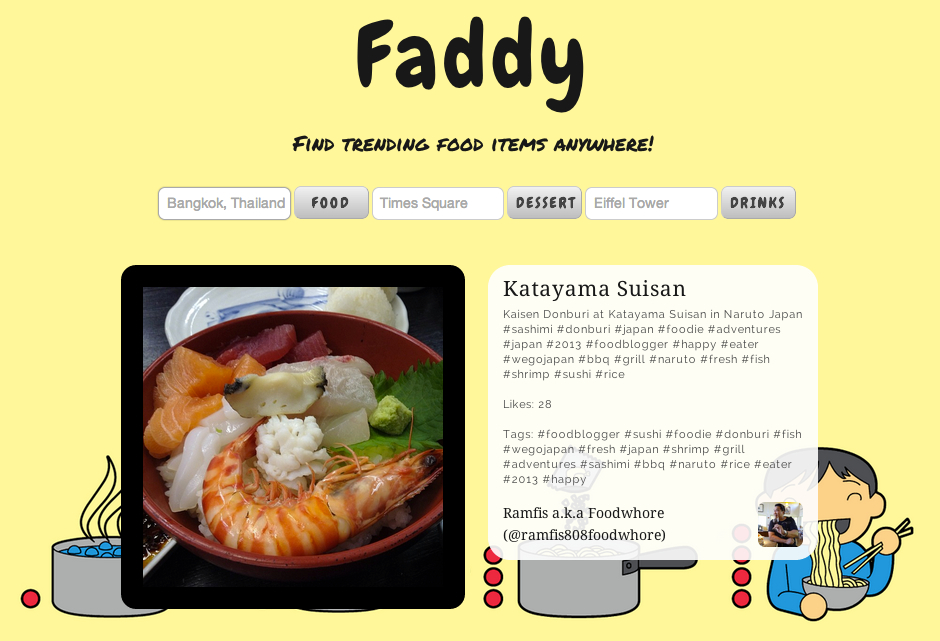 Faddy
Find trending food items anywhere!
Bangkok, Thailand FOOD Times Square DESSERT Eiffel Tower DRINKS
Katayama Suisan
Kaisen Donburi at Katayama Suisan in Naruto Japan
#sashimi #donburi #japan #foodie #adventures
#japan #2013 #foodblogger #happy #eater
#wegojapan #bbq #grill #naruto #fresh #fish
#shrimp #sushi #rice
Likes: 28
Tags: #foodblogger #sushi #foodie #donburi #fish
#wegojapan #fresh #japan #shrimp #grill
#adventures #sashimi #bbq #naruto #rice #eater
#2013 #happy
Ramfis a.k.a Foodwhore
(@ramfis808foodwhore)